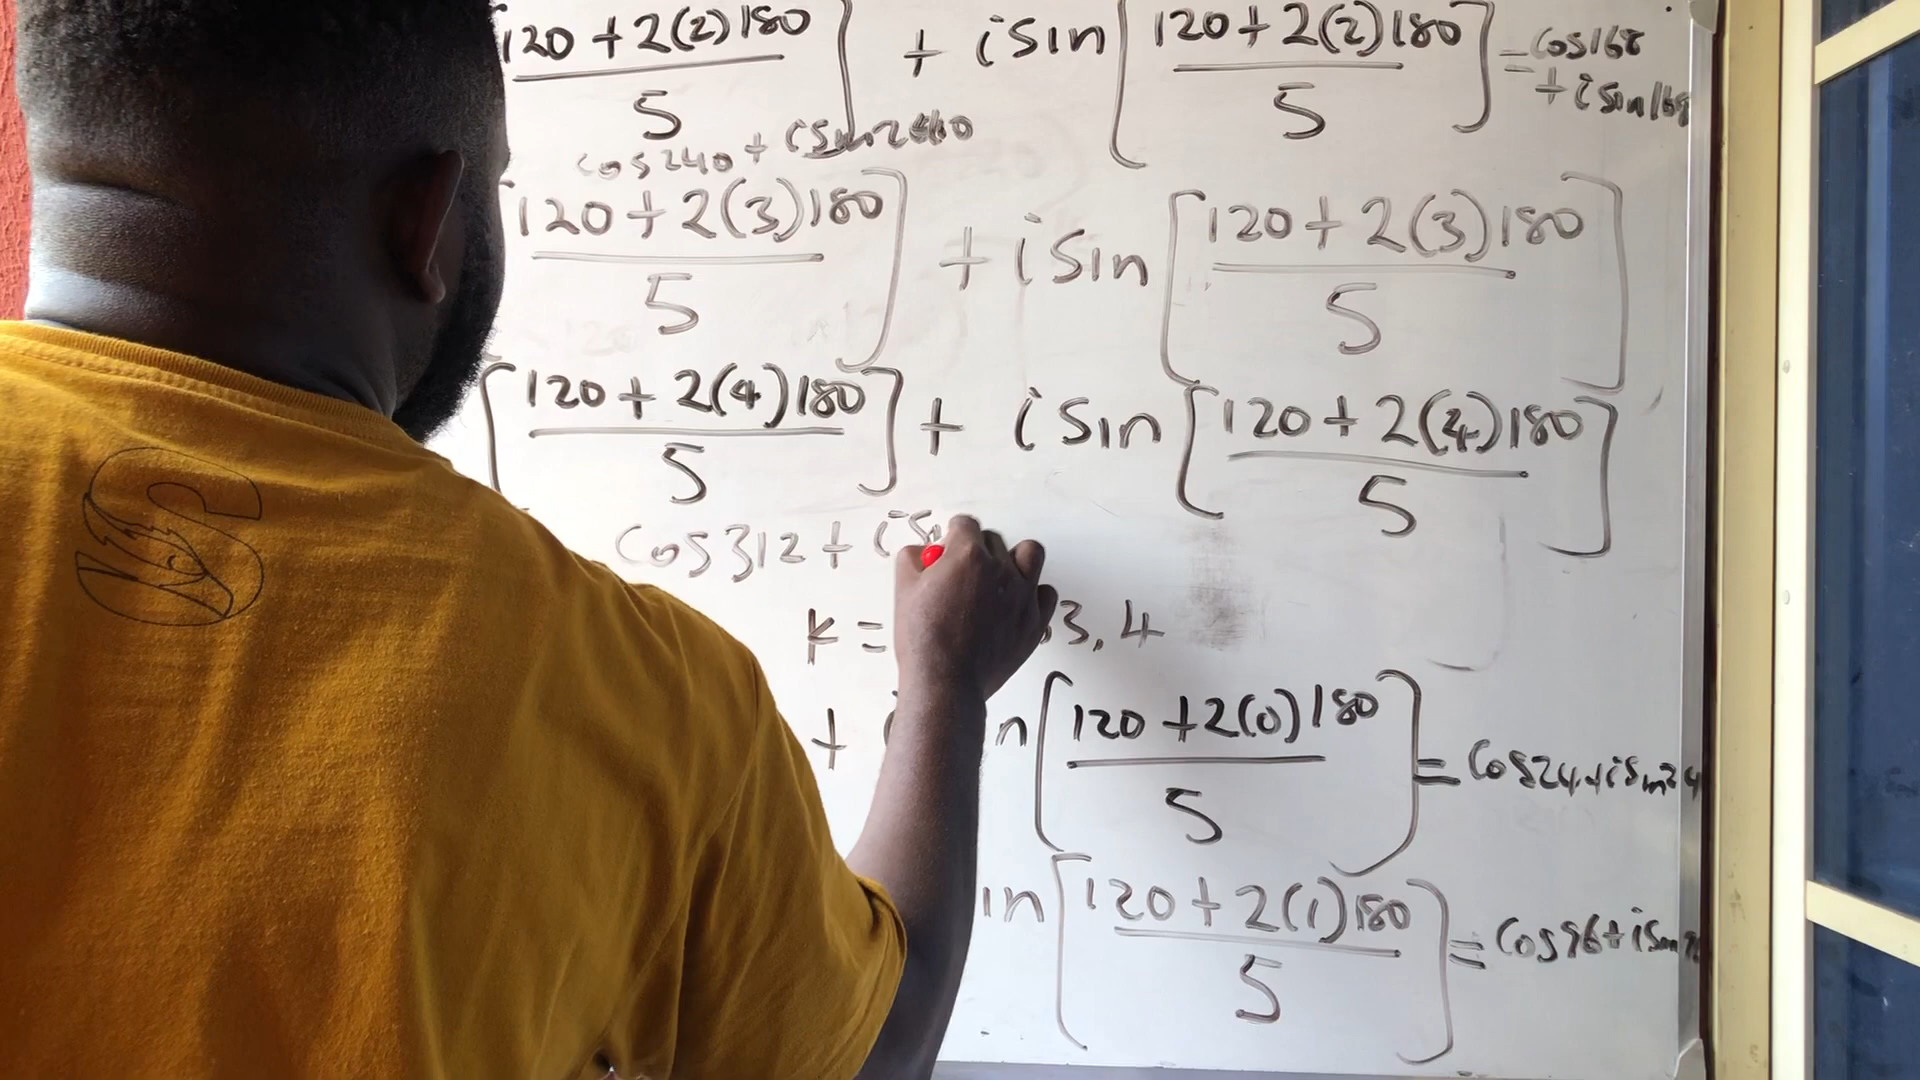 120 + 2(2)180 / 5 ] + i sin [ 120 + 2(2)180 / 5 ] = cos168 + i sin168
cos240 + i sin240
120 + 2(3)180 / 5 ] + i sin [ 120 + 2(3)180 / 5 ]
[ 120 + 2(4)180 / 5 ] + i sin [ 120 + 2(4)180 / 5 ]
cos312 + i s
k = 3, 4
+ n [ 120 + 2(0)180 / 5 ] = cos24 + i sin24
in [ 120 + 2(1)180 / 5 ] = cos96 + i sin